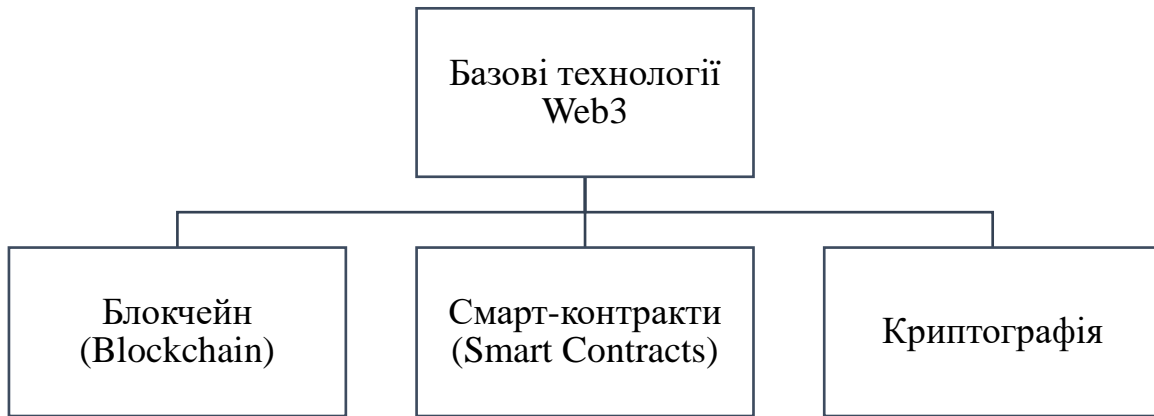 Базові технології
Web3
Блокчейн
(Blockchain)
Смарт-контракти
(Smart Contracts)
Криптографія